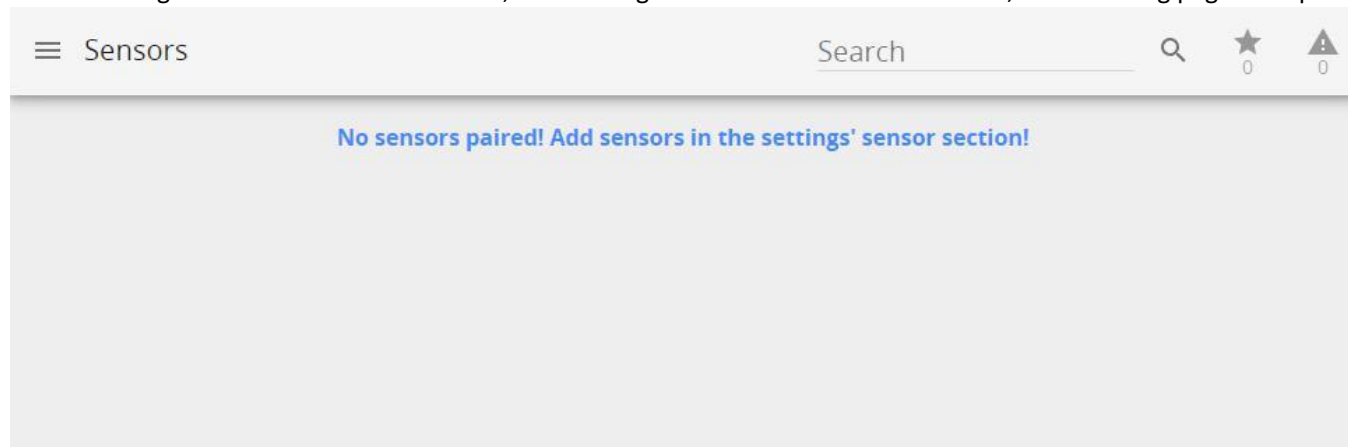 Sensors
Search
0
0
No sensors paired! Add sensors in the settings' sensor section!